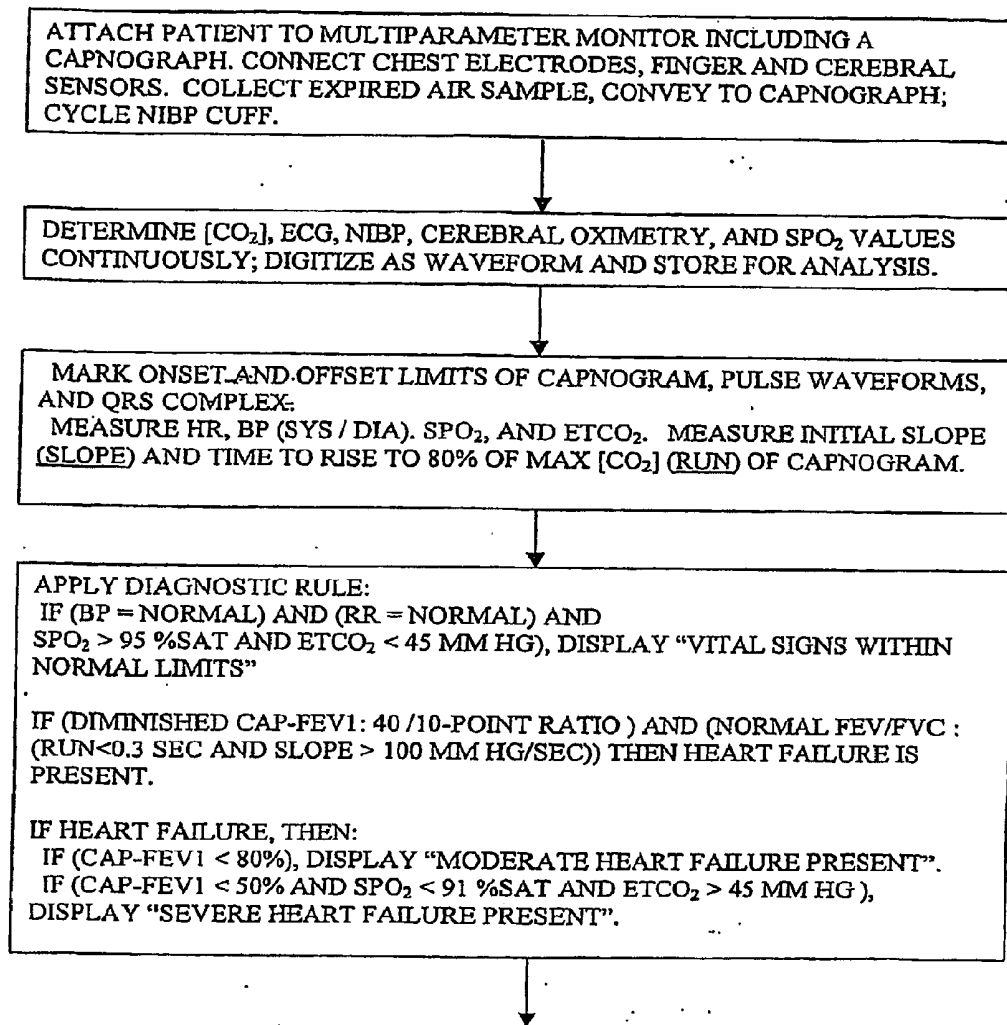 ATTACH PATIENT TO MULTIPARAMETER MONITOR INCLUDING A
CAPNOGRAPH. CONNECT CHEST ELECTRODES, FINGER AND CEREBRAL
SENSORS. COLLECT EXPIRED AIR SAMPLE, CONVEY TO CAPNOGRAPH;
CYCLE NIBP CUFF.
DETERMINE [CO₂], ECG, NIBP, CEREBRAL OXIMETRY, AND SPO₂ VALUES
CONTINUOUSLY; DIGITIZE AS WAVEFORM AND STORE FOR ANALYSIS.
MARK ONSET AND OFFSET LIMITS OF CAPNOGRAM, PULSE WAVEFORMS,
AND QRS COMPLEX.
MEASURE HR, BP (SYS / DIA). SPO₂, AND ETCO₂. MEASURE INITIAL SLOPE
(SLOPE) AND TIME TO RISE TO 80% OF MAX [CO₂] (RUN) OF CAPNOGRAM.
APPLY DIAGNOSTIC RULE:
IF (BP = NORMAL) AND (RR = NORMAL) AND
SPO₂ > 95 %SAT AND ETCO₂ < 45 MM HG), DISPLAY “VITAL SIGNS WITHIN
NORMAL LIMITS”
IF (DIMINISHED CAP-FEV1: 40 /10-POINT RATIO ) AND (NORMAL FEV/FVC :
(RUN<0.3 SEC AND SLOPE > 100 MM HG/SEC)) THEN HEART FAILURE IS
PRESENT.
IF HEART FAILURE, THEN:
IF (CAP-FEV1 < 80%), DISPLAY “MODERATE HEART FAILURE PRESENT”.
IF (CAP-FEV1 < 50% AND SPO₂ < 91 %SAT AND ETCO₂ > 45 MM HG ),
DISPLAY “SEVERE HEART FAILURE PRESENT”.